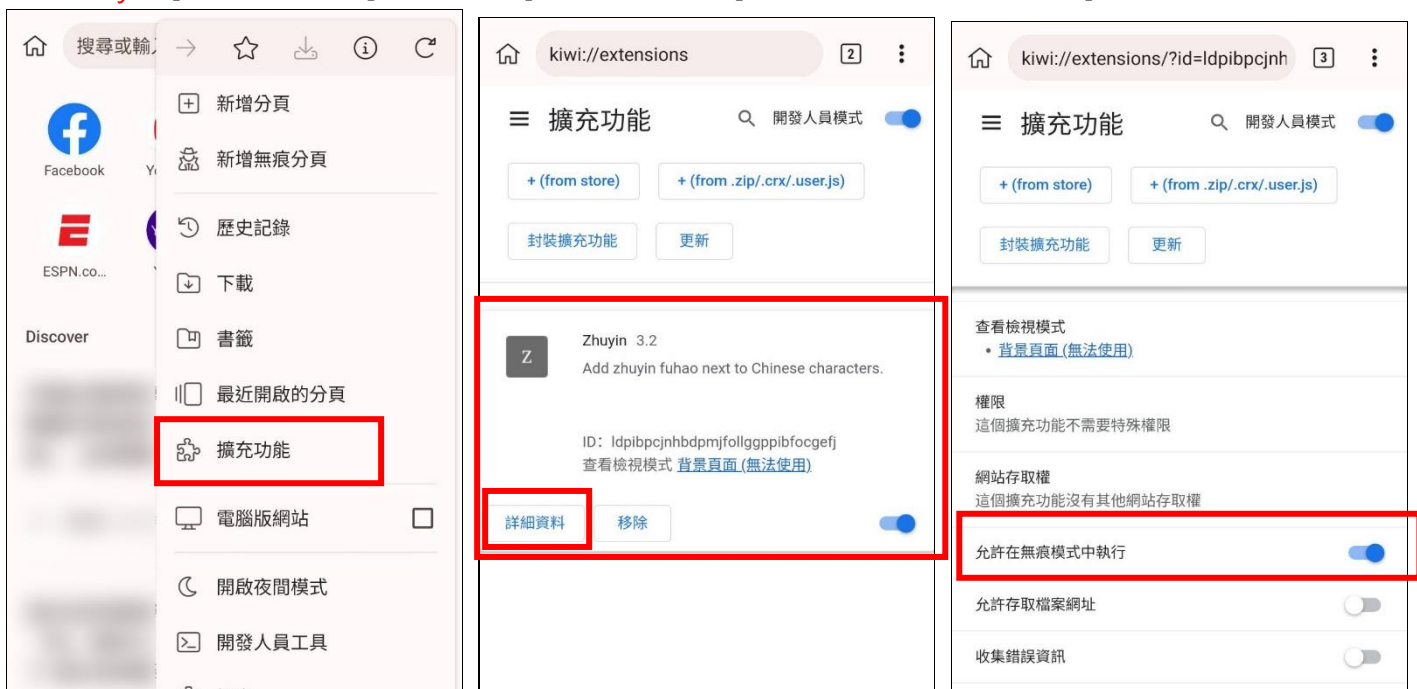 搜尋或輸
新增分頁
Facebook
新增無痕分頁
歷史記錄
ESPN.co...
下載
Discover
書籤
最近開啟的分頁
擴充功能
電腦版網站
開啟夜間模式
開發人員工具
kiwi://extensions
2
擴充功能
開發人員模式
+ (from store)
+ (from .zip/.crx/.user.js)
封裝擴充功能
更新
Z
Zhuyin 3.2
Add zhuyin fuhao next to Chinese characters.
ID：ldpibpcjnhbdpmjfollggppibfocgefj
查看檢視模式 背景頁面 (無法使用)
詳細資料
移除
kiwi://extensions/?id=ldpibpcjnh
3
擴充功能
開發人員模式
+ (from store)
+ (from .zip/.crx/.user.js)
封裝擴充功能
更新
查看檢視模式
• 背景頁面 (無法使用)
權限
這個擴充功能不需要特殊權限
網站存取權
這個擴充功能沒有其他網站存取權
允許在無痕模式中執行
允許存取檔案網址
收集錯誤資訊